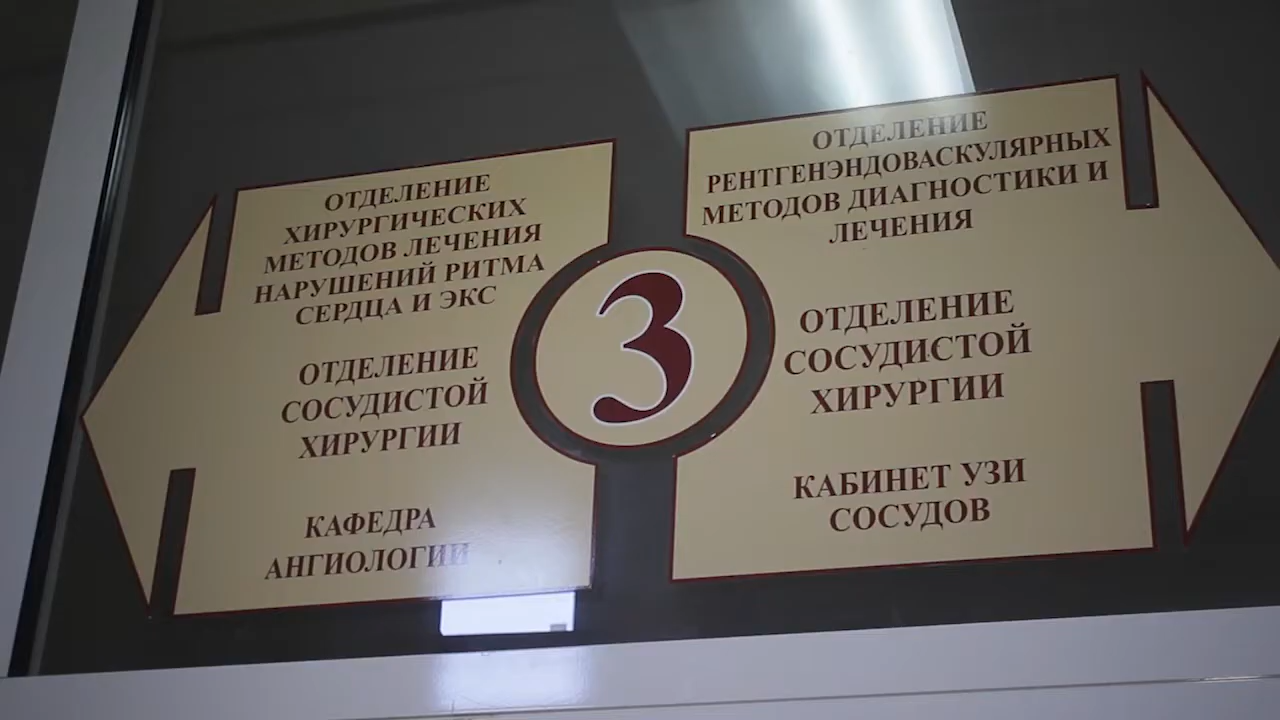 ОТДЕЛЕНИЕ
ХИРУРГИЧЕСКИХ
МЕТОДОВ ЛЕЧЕНИЯ
НАРУШЕНИЙ РИТМА
СЕРДЦА И ЭКС
ОТДЕЛЕНИЕ
СОСУДИСТОЙ
ХИРУРГИИ
КАФЕДРА
АНГИОЛОГИИ
3
ОТДЕЛЕНИЕ
РЕНТГЕНЭНДОВАСКУЛЯРНЫХ
МЕТОДОВ ДИАГНОСТИКИ И
ЛЕЧЕНИЯ
ОТДЕЛЕНИЕ
СОСУДИСТОЙ
ХИРУРГИИ
КАБИНЕТ УЗИ
СОСУДОВ